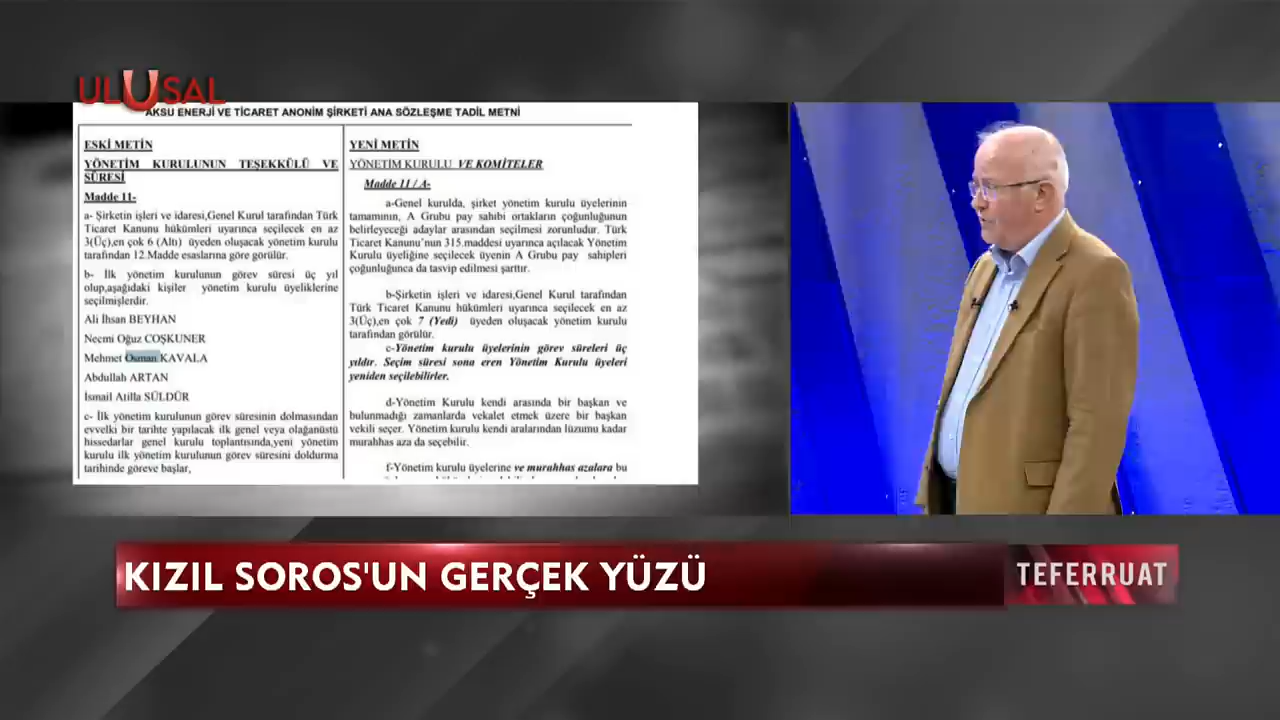 ULUSAL
AKSU ENERJİ VE TİCARET ANONİM ŞİRKETİ ANA SÖZLEŞME TADİL METNİ
ESKİ METİN
YÖNETİM KURULUNUN TEŞEKKÜLÜ VE
SÜRESİ
Madde 11-
a- Şirketin işleri ve idaresi,Genel Kurul tarafından Türk
Ticaret Kanunu hükümleri uyarınca seçilecek en az
3(Üç),en çok 6 (Altı) üyeden oluşacak yönetim kurulu
tarafından 12.Madde esaslarına göre görülür.
b- İlk yönetim kurulunun görev süresi üç yıl
olup,aşağıdaki kişiler yönetim kurulu üyeliklerine
seçilmişlerdir.
Ali İhsan BEYHAN
Necmi Oğuz COŞKUNER
Mehmet Osman KAVALA
Abdullah ARTAN
İsmail Atilla SÜLDÜR
c- İlk yönetim kurulunun görev süresinin dolmasından
evvelki bir tarihte yapılacak ilk genel veya olağanüstü
hissedarlar genel kurulu toplantısında,yeni yönetim
kurulu ilk yönetim kurulunun görev süresini doldurma
tarihinde göreve başlar,
YENİ METİN
YÖNETİM KURULU VE KOMİTELER
Madde 11 / A-
a-Genel kurulda, şirket yönetim kurulu üyelerinin
tamamının, A Grubu pay sahibi ortakların çoğunluğunun
belirleyeceği adaylar arasından seçilmesi zorunludur. Türk
Ticaret Kanunu'nun 315.maddesi uyarınca açılacak Yönetim
Kurulu üyeliğine seçilecek üyenin A Grubu pay sahipleri
çoğunluğunca da tasvip edilmesi şarttır.
b-Şirketin işleri ve idaresi,Genel Kurul tarafından
Türk Ticaret Kanunu hükümleri uyarınca seçilecek en az
3(Üç),en çok 7 (Yedi) üyeden oluşacak yönetim kurulu
tarafından görülür.
c-Yönetim kurulu üyelerinin görev süreleri üç
yıldır. Seçim süresi sona eren Yönetim Kurulu üyeleri
yeniden seçilebilirler.
d-Yönetim Kurulu kendi arasında bir başkan ve
bulunmadığı zamanlarda vekalet etmek üzere bir başkan
vekili seçer. Yönetim kurulu kendi aralarından lüzumu kadar
murahhas aza da seçebilir.
f-Yönetim kurulu üyelerine ve murahhas azalara bu
KIZIL SOROS'UN GERÇEK YÜZÜ
TEFERRUAT